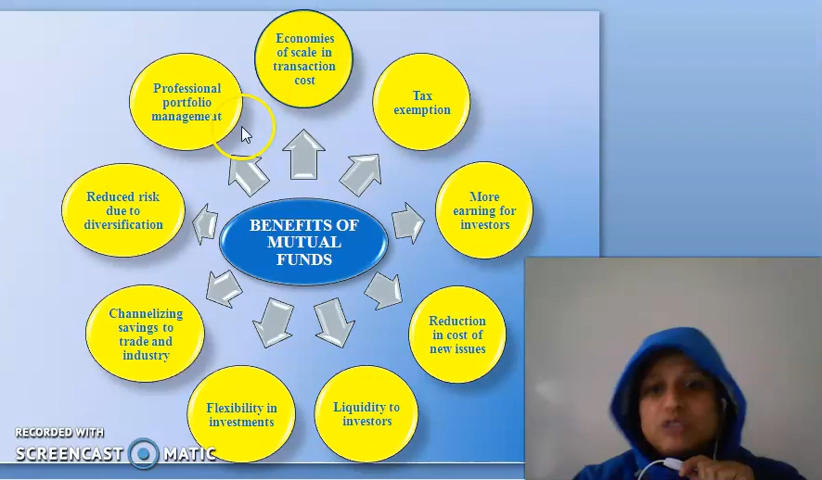 Economies
of scale in
transaction
cost
Tax
exemption
More
earning for
investors
Reduction
in cost of
new issues
Liquidity to
investors
Flexibility in
investments
Channelizing
savings to
trade and
industry
Reduced risk
due to
diversification
Professional
portfolio
management
BENEFITS OF
MUTUAL
FUNDS
RECORDED WITH
SCREENCAST MATIC